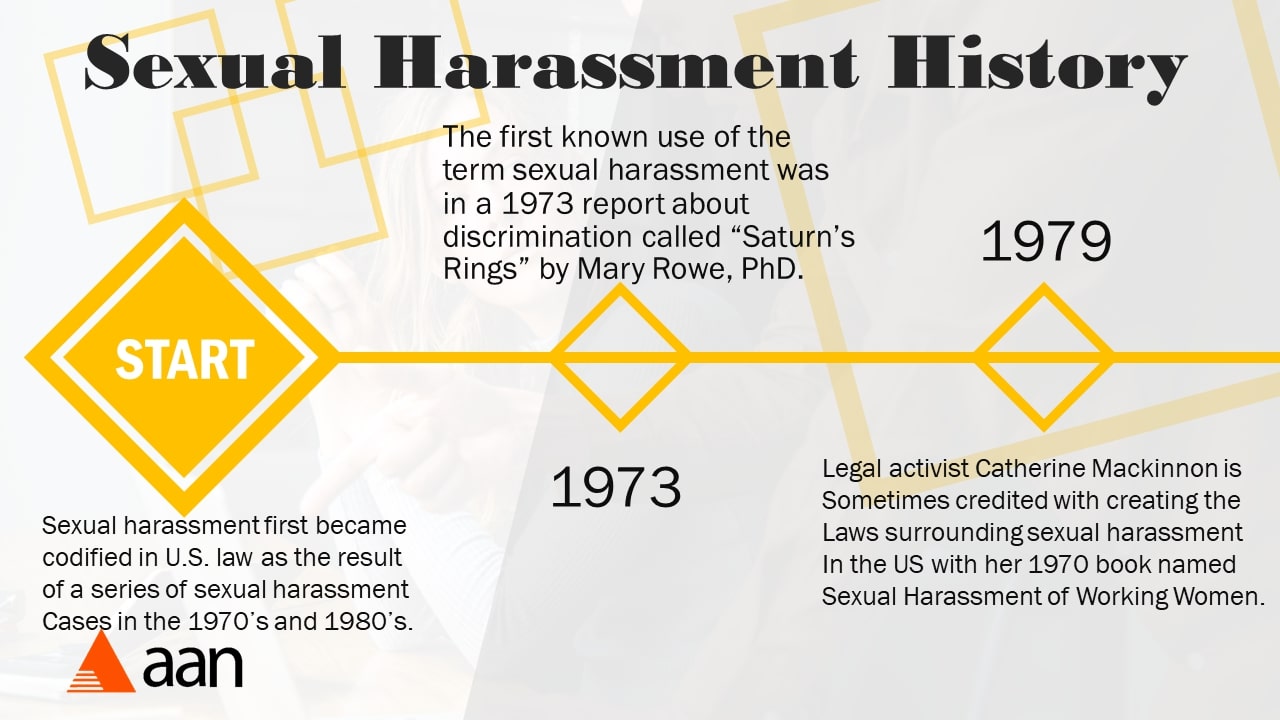 Sexual Harassment History
The first known use of the
term sexual harassment was
in a 1973 report about
discrimination called “Saturn’s
Rings” by Mary Rowe, PhD.
1979
START
1973
Sexual harassment first became
codified in U.S. law as the result
of a series of sexual harassment
Cases in the 1970’s and 1980’s.
Legal activist Catherine Mackinnon is
Sometimes credited with creating the
Laws surrounding sexual harassment
In the US with her 1970 book named
Sexual Harassment of Working Women.
aan